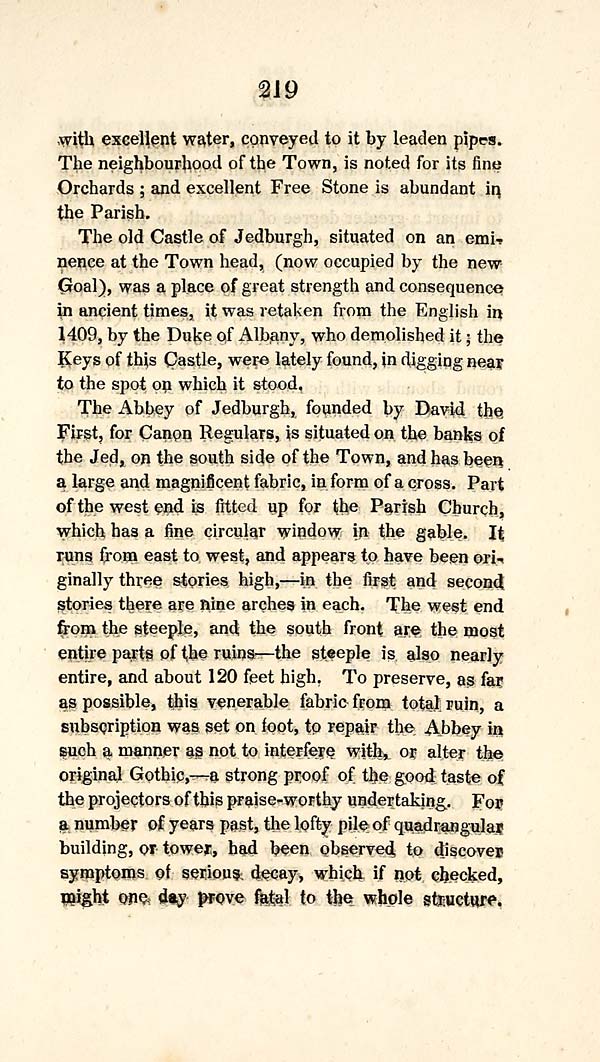 219
with excellent water, conveyed to it by leaden pipes.
The neighbourhood of the Town, is noted for its fine
Orchards ; and excellent Free Stone is abundant in
the Parish.
The old Castle of Jedburgh, situated on an emi-
nence at the Town head, (now occupied by the new
Goal), was a place of great strength and consequence
in ancient times, it was retaken from the English in
1409, by the Duke of Albany, who demolished it ; the
Keys of this Castle, were lately found, in digging near
to the spot on which it stood.
The Abbey of Jedburgh, founded by David the
First, for Canon Regulars, is situated on the banks of
the Jed, on the south side of the Town, and has been
a large and magnificent fabric, in form of a cross. Part
of the west end is fitted up for the Parish Church,
which has a fine circular window in the gable. It
runs from east to west, and appears to have been ori-
ginally three stories high,—in the first and second
stories there are nine arches in each. The west end
from the steeple, and the south front are the most
entire parts of the ruins—the steeple is also nearly
entire, and about 120 feet high. To preserve, as far
as possible, this venerable fabric from total ruin, a
subscription was set on foot, to repair the Abbey in
such a manner as not to interfere with, or alter the
original Gothic,—a strong proof of the good taste of
the projectors of this praise-worthy undertaking. For
a number of years past, the lofty pile of quadrangular
building, or tower, had been observed to discover
symptoms of serious decay, which if not checked,
might one day prove fatal to the whole structure.